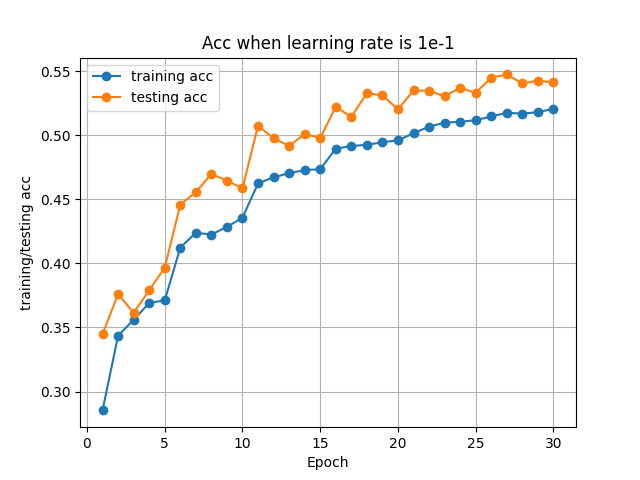 Acc when learning rate is 1e-1
training acc
testing acc
training/testing acc
0.55
0.50
0.45
0.40
0.35
0.30
0 5 10 15 20 25 30
Epoch